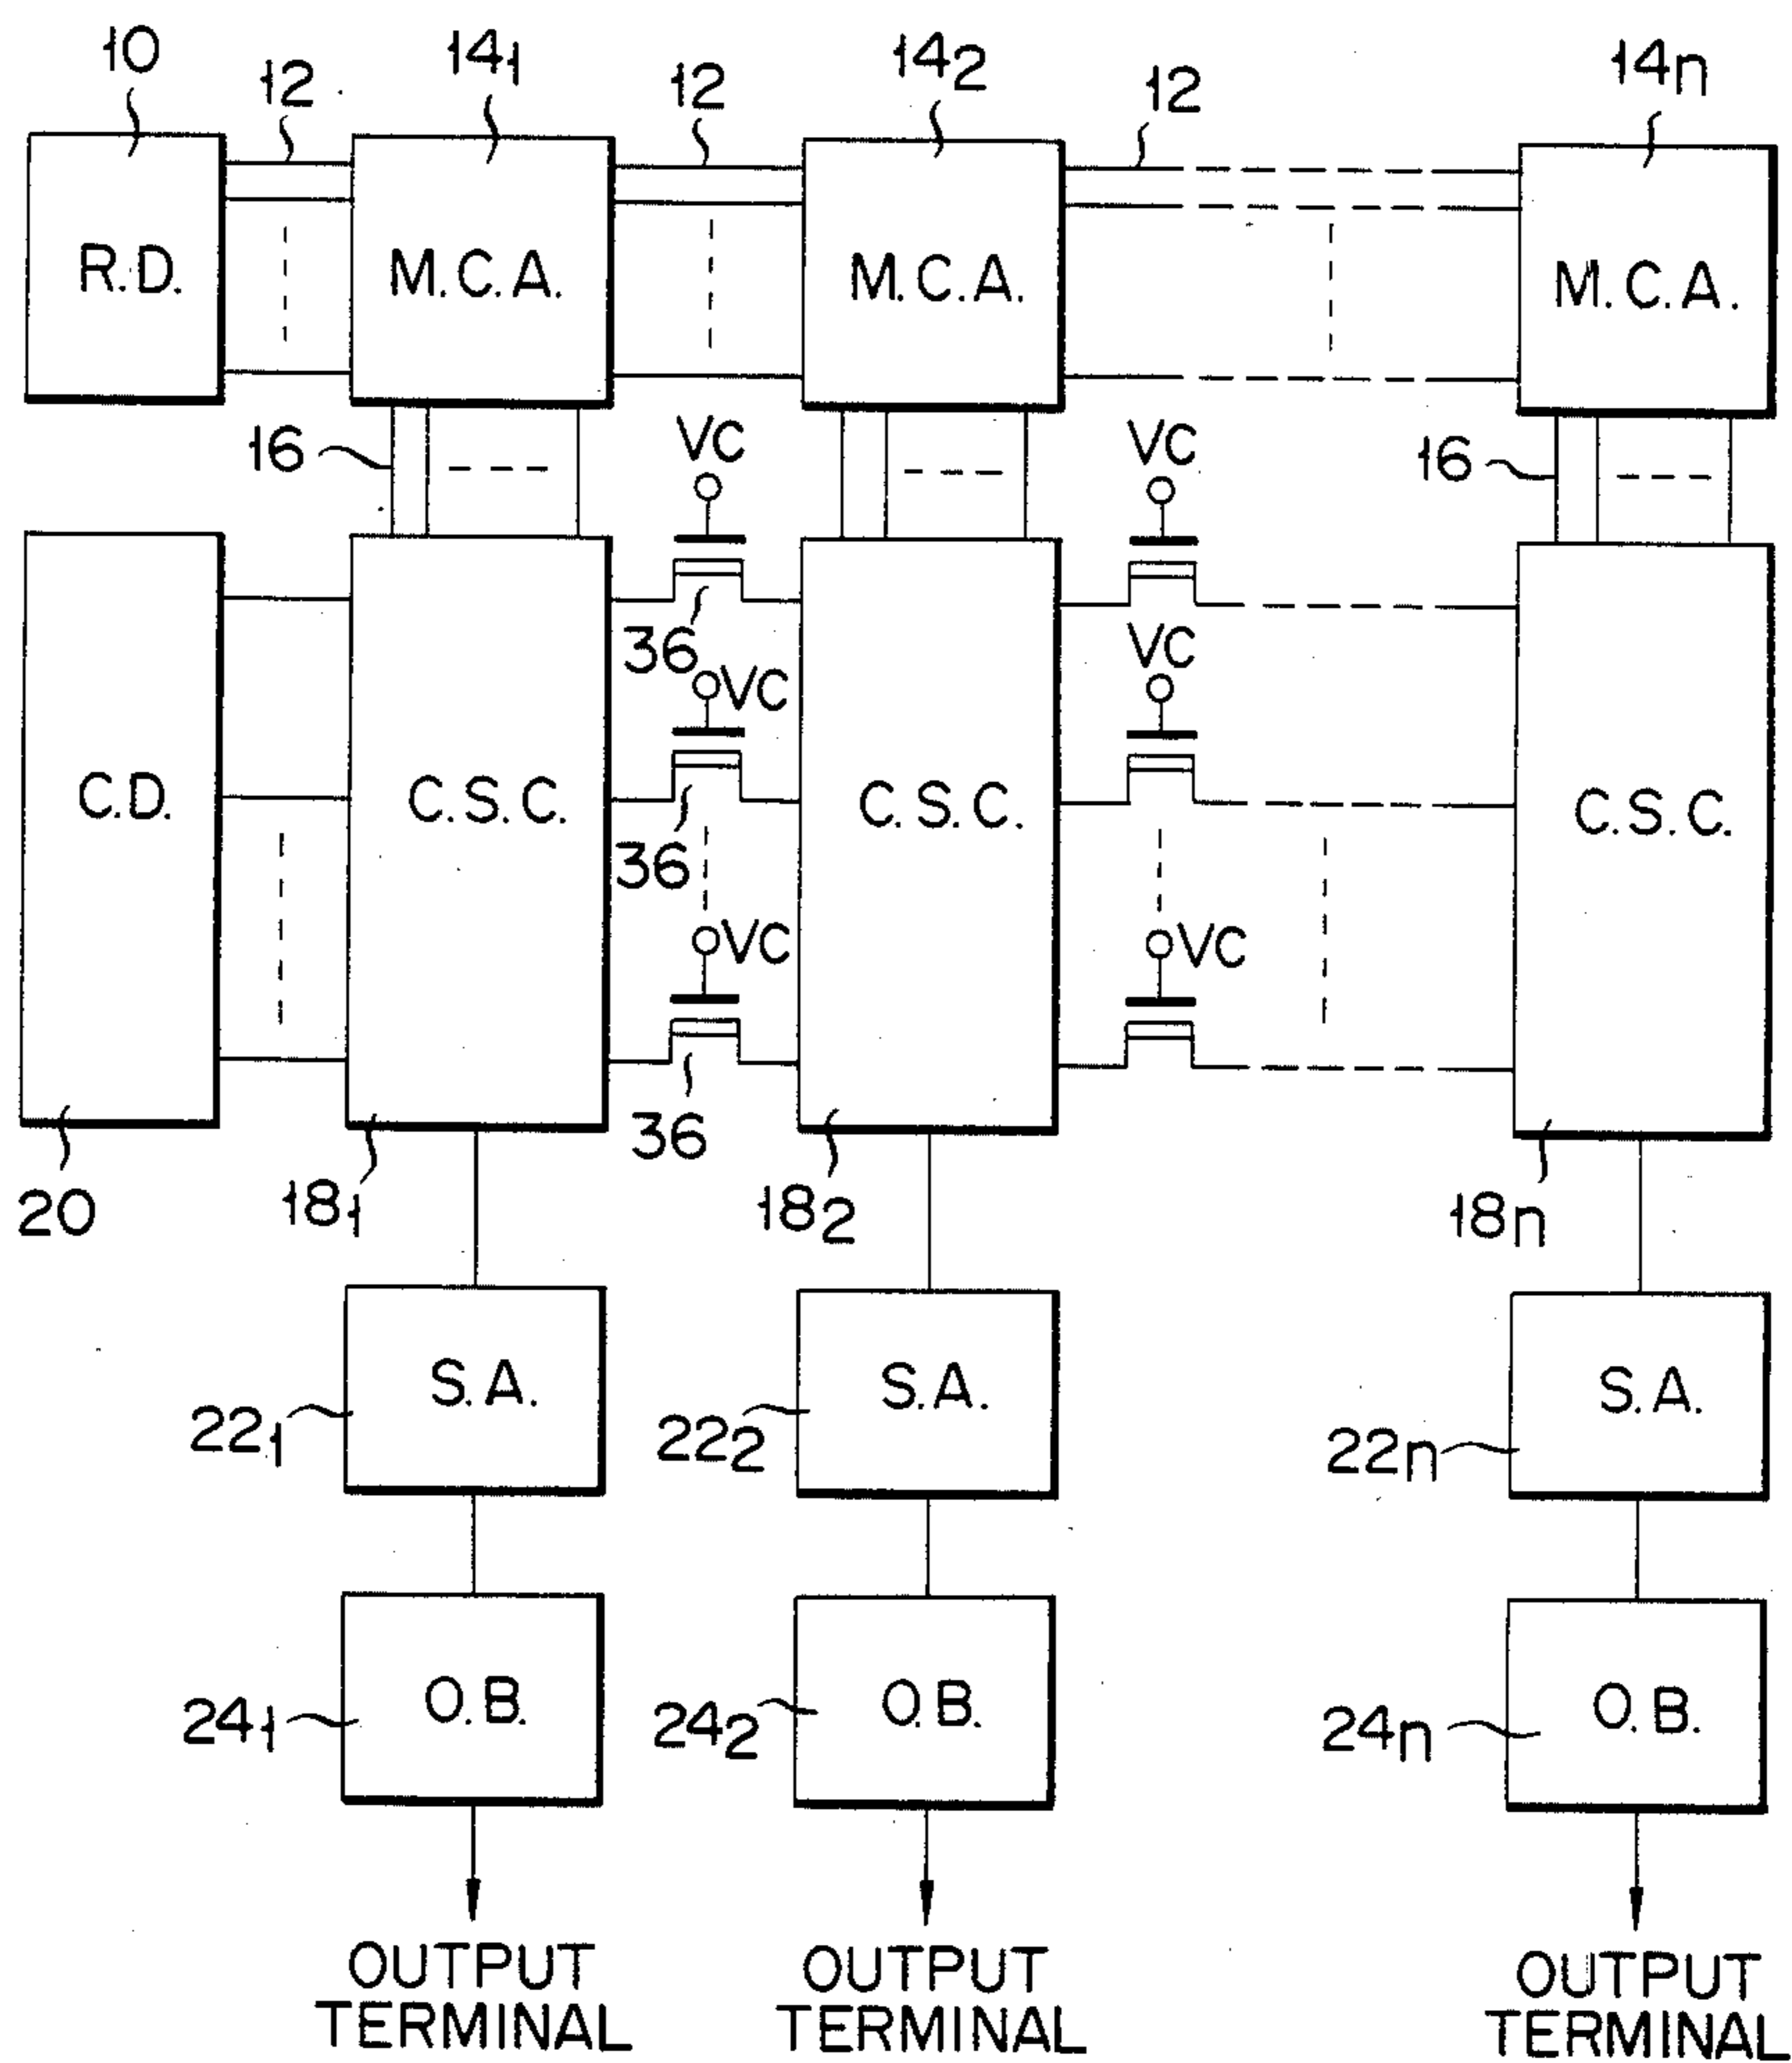 10
12
14₁
12
14₂
12
14n
R.D.
M.C.A.
M.C.A.
M.C.A.
16
VC
VC
16
36
VC
VC
C.D.
C.S.C.
C.S.C.
C.S.C.
36
VC
VC
36
20
18₁
18₂
18n
S.A.
S.A.
S.A.
22₁
22₂
22n
O.B.
O.B.
O.B.
24₁
24₂
24n
OUTPUT
TERMINAL
OUTPUT
TERMINAL
OUTPUT
TERMINAL